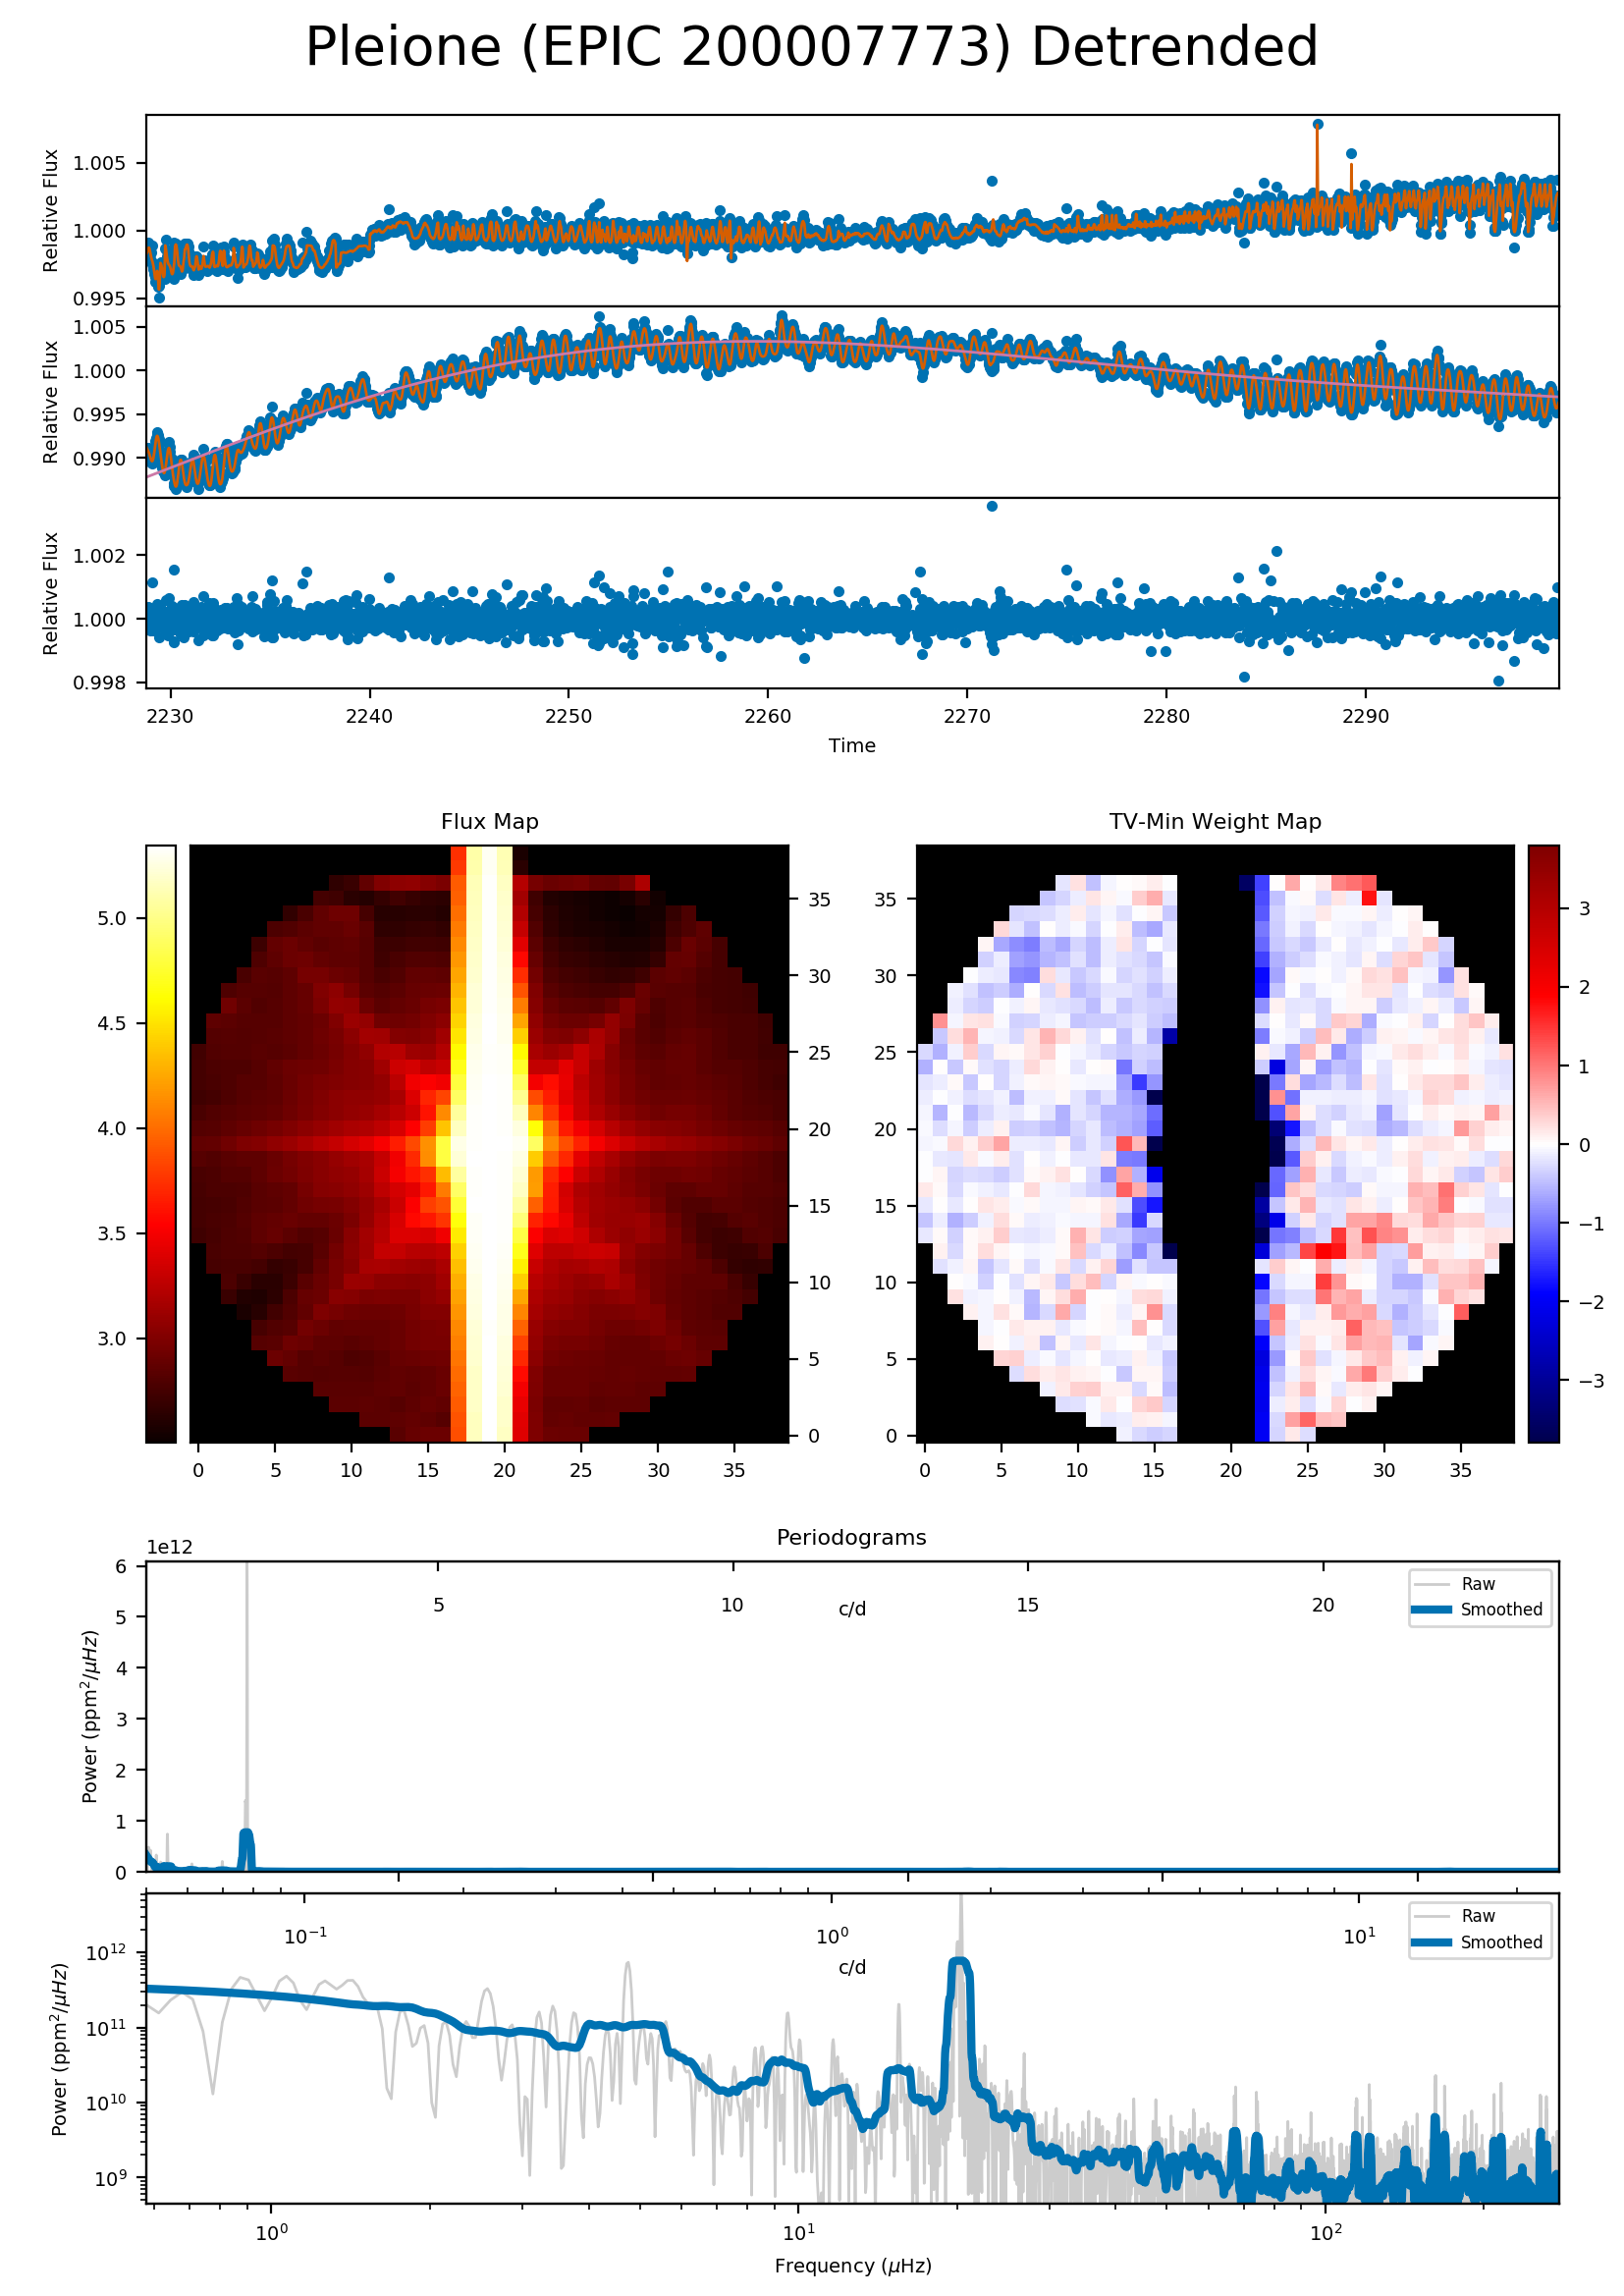 Pleione (EPIC 200007773) Detrended
Relative Flux
1.005
1.000
0.995
Relative Flux
1.005
1.000
0.995
0.990
Relative Flux
1.002
1.000
0.998
2230 2240 2250 2260 2270 2280 2290
Time
Flux Map
5.0
4.5
4.0
3.5
3.0
35
30
25
20
15
10
5
0
0 5 10 15 20 25 30 35
TV-Min Weight Map
35
30
25
20
15
10
5
0
0 5 10 15 20 25 30 35
3
2
1
0
−1
−2
−3
Periodograms
1e12
Power (ppm²/μHz)
6
5
4
3
2
1
0
5 10 15 20
c/d
Raw
Smoothed
Power (ppm²/μHz)
10¹²
10¹¹
10¹⁰
10⁹
10⁻¹ 10⁰ 10¹
c/d
Raw
Smoothed
10⁰ 10¹ 10²
Frequency (μHz)